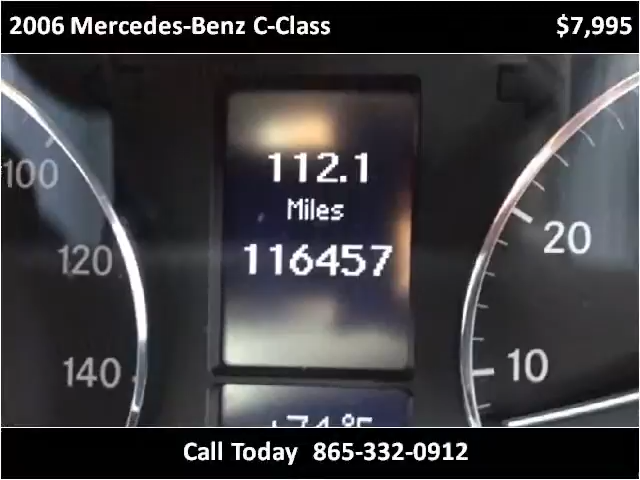 2006 Mercedes-Benz C-Class $7,995
112.1
Miles
116457
100
120
140
20
10
+74°F
Call Today 865-332-0912